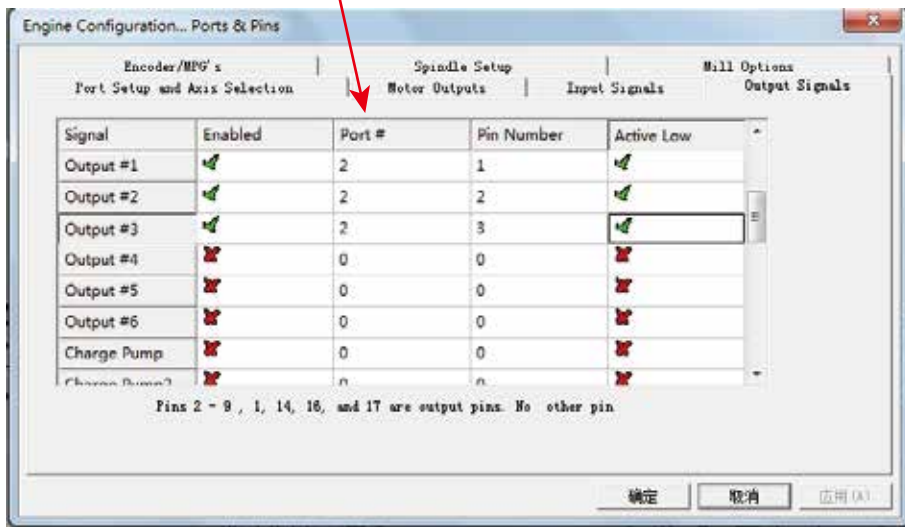 Engine Configuration... Ports & Pins
Encoder/MPG's Spindle Setup Mill Options
Port Setup and Axis Selection Motor Outputs Input Signals Output Signals
Signal Enabled Port # Pin Number Active Low
Output #1 2 1
Output #2 2 2
Output #3 2 3
Output #4 0 0
Output #5 0 0
Output #6 0 0
Charge Pump 0 0
Charge Pump2 0 0
Pins 2 - 9 , 1, 14, 16, and 17 are output pins. No other pin
确定 取消 应用(A)